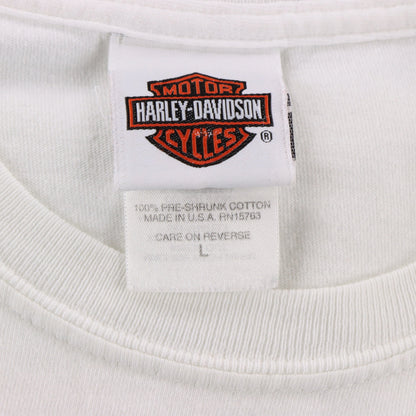 MOTOR
HARLEY-DAVIDSON
CYCLES
®
100% PRE-SHRUNK COTTON
MADE IN U.S.A. RN15763
CARE ON REVERSE
L